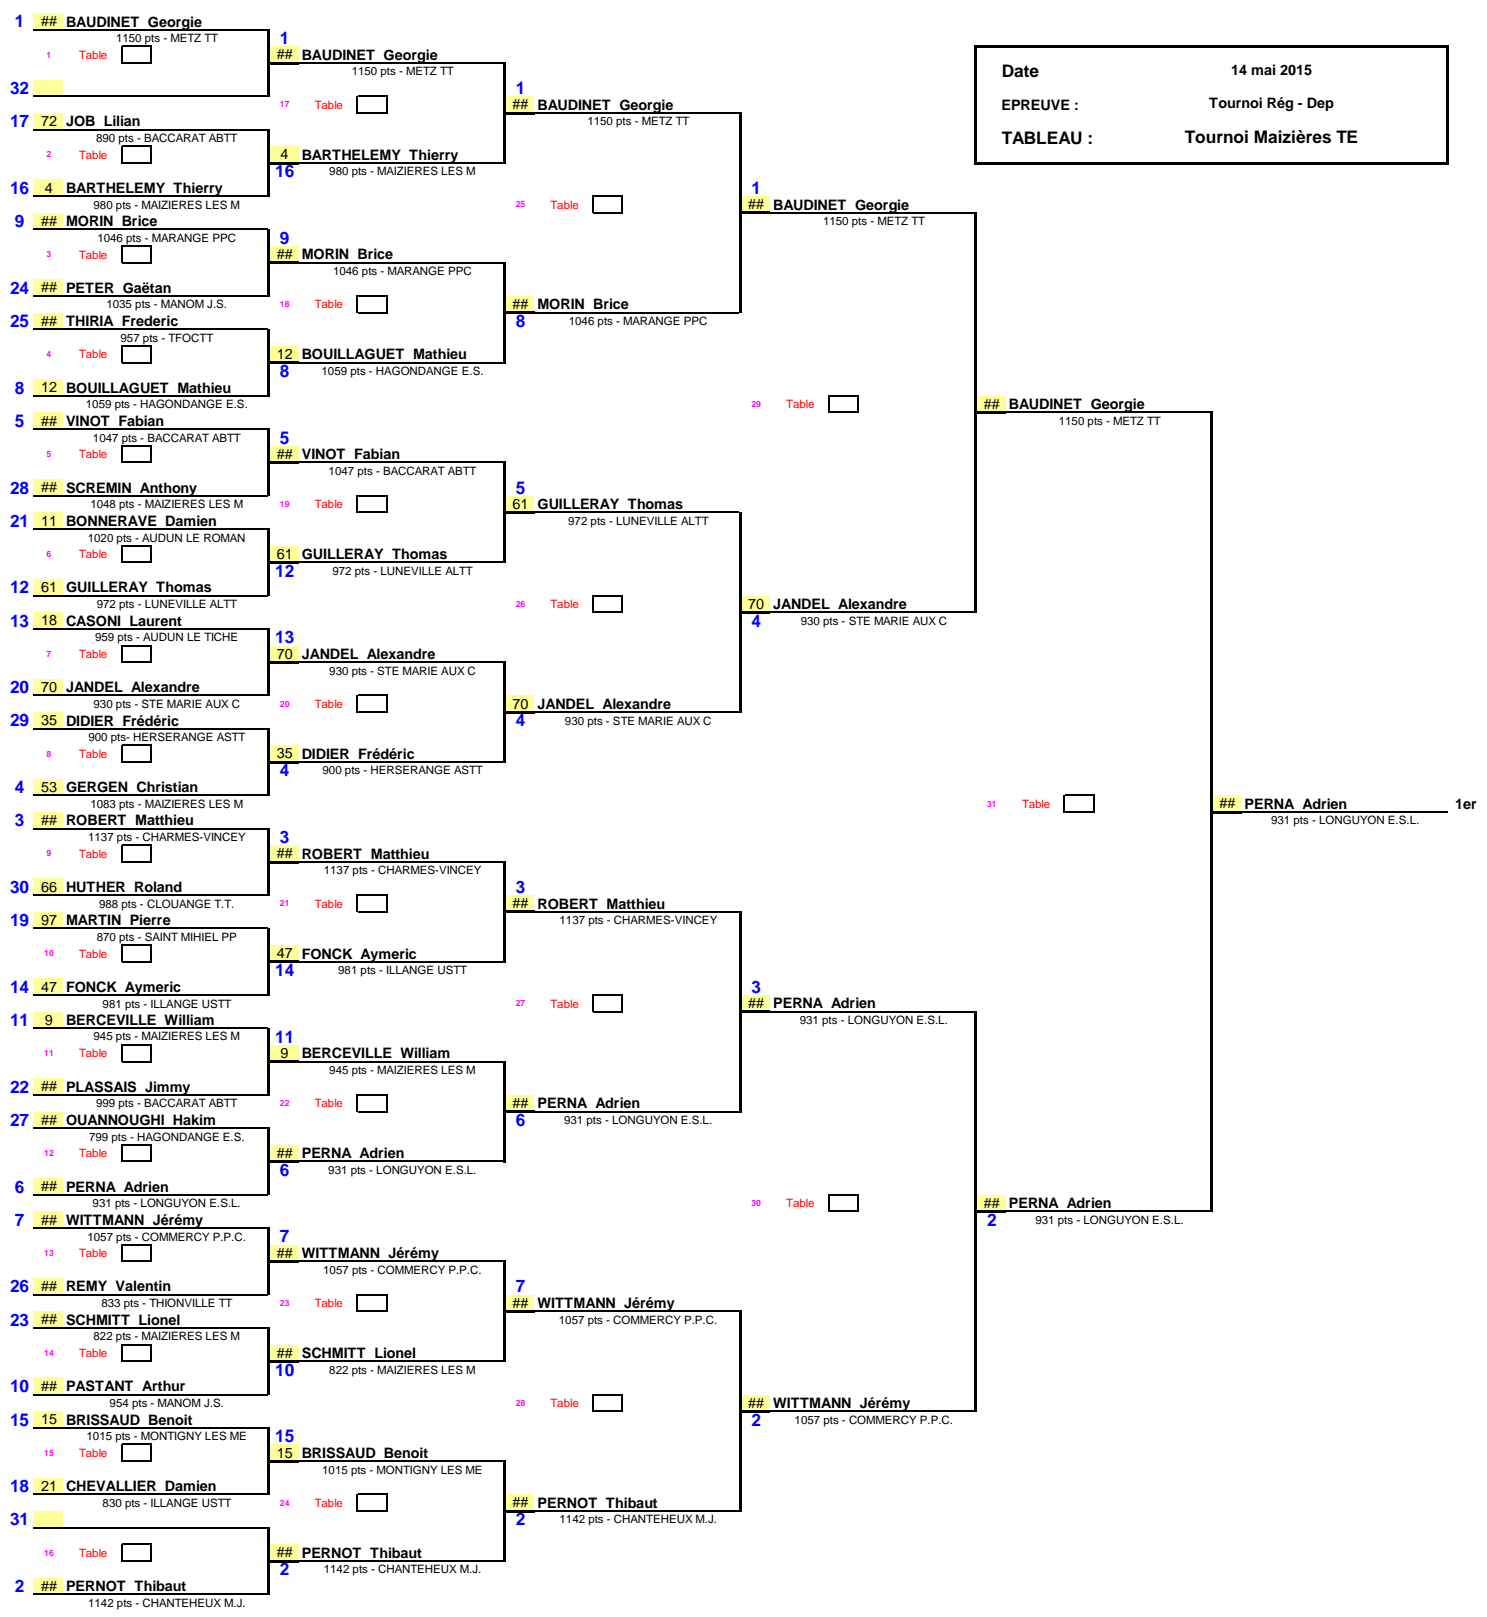 1 ## BAUDINET Georgie
1150 pts - METZ TT
1 Table
32
17 72 JOB Lilian
890 pts - BACCARAT ABTT
2 Table
16 4 BARTHELEMY Thierry
980 pts - MAIZIERES LES M
9 ## MORIN Brice
1046 pts - MARANGE PPC
3 Table
24 ## PETER Gaëtan
1035 pts - MANOM J.S.
25 ## THIRIA Frederic
957 pts - TFOCTT
4 Table
8 12 BOUILLAGUET Mathieu
1059 pts - HAGONDANGE E.S.
5 ## VINOT Fabian
1047 pts - BACCARAT ABTT
5 Table
28 ## SCREMIN Anthony
1048 pts - MAIZIERES LES M
21 11 BONNERAVE Damien
1020 pts - AUDUN LE ROMAN
6 Table
12 61 GUILLERAY Thomas
972 pts - LUNEVILLE ALTT
13 18 CASONI Laurent
959 pts - AUDUN LE TICHE
7 Table
20 70 JANDEL Alexandre
930 pts - STE MARIE AUX C
29 35 DIDIER Frédéric
900 pts- HERSERANGE ASTT
8 Table
4 53 GERGEN Christian
1083 pts - MAIZIERES LES M
3 ## ROBERT Matthieu
1137 pts - CHARMES-VINCEY
9 Table
30 66 HUTHER Roland
988 pts - CLOUANGE T.T.
19 97 MARTIN Pierre
870 pts - SAINT MIHIEL PP
10 Table
14 47 FONCK Aymeric
981 pts - ILLANGE USTT
11 9 BERCEVILLE William
945 pts - MAIZIERES LES M
11 Table
22 ## PLASSAIS Jimmy
999 pts - BACCARAT ABTT
27 ## OUANNOUGHI Hakim
799 pts - HAGONDANGE E.S.
12 Table
6 ## PERNA Adrien
931 pts - LONGUYON E.S.L.
7 ## WITTMANN Jérémy
1057 pts - COMMERCY P.P.C.
13 Table
26 ## REMY Valentin
833 pts - THIONVILLE TT
23 ## SCHMITT Lionel
822 pts - MAIZIERES LES M
14 Table
10 ## PASTANT Arthur
954 pts - MANOM J.S.
15 15 BRISSAUD Benoit
1015 pts - MONTIGNY LES ME
15 Table
18 21 CHEVALLIER Damien
830 pts - ILLANGE USTT
31
16 Table
2 ## PERNOT Thibaut
1142 pts - CHANTEHEUX M.J.
1
## BAUDINET Georgie
1150 pts - METZ TT
17 Table
4 BARTHELEMY Thierry
16 980 pts - MAIZIERES LES M
9
## MORIN Brice
1046 pts - MARANGE PPC
18 Table
12 BOUILLAGUET Mathieu
8 1059 pts - HAGONDANGE E.S.
5
## VINOT Fabian
1047 pts - BACCARAT ABTT
19 Table
61 GUILLERAY Thomas
12 972 pts - LUNEVILLE ALTT
13
70 JANDEL Alexandre
930 pts - STE MARIE AUX C
20 Table
35 DIDIER Frédéric
4 900 pts - HERSERANGE ASTT
3
## ROBERT Matthieu
1137 pts - CHARMES-VINCEY
21 Table
47 FONCK Aymeric
14 981 pts - ILLANGE USTT
11
9 BERCEVILLE William
945 pts - MAIZIERES LES M
22 Table
## PERNA Adrien
6 931 pts - LONGUYON E.S.L.
7
## WITTMANN Jérémy
1057 pts - COMMERCY P.P.C.
23 Table
## SCHMITT Lionel
10 822 pts - MAIZIERES LES M
15
15 BRISSAUD Benoit
1015 pts - MONTIGNY LES ME
24 Table
## PERNOT Thibaut
2 1142 pts - CHANTEHEUX M.J.
1
## BAUDINET Georgie
1150 pts - METZ TT
25 Table
## MORIN Brice
8 1046 pts - MARANGE PPC
5
61 GUILLERAY Thomas
972 pts - LUNEVILLE ALTT
26 Table
70 JANDEL Alexandre
4 930 pts - STE MARIE AUX C
3
## ROBERT Matthieu
1137 pts - CHARMES-VINCEY
27 Table
## PERNA Adrien
6 931 pts - LONGUYON E.S.L.
7
## WITTMANN Jérémy
1057 pts - COMMERCY P.P.C.
28 Table
## PERNOT Thibaut
2 1142 pts - CHANTEHEUX M.J.
1
## BAUDINET Georgie
1150 pts - METZ TT
29 Table
70 JANDEL Alexandre
4 930 pts - STE MARIE AUX C
3
## PERNA Adrien
931 pts - LONGUYON E.S.L.
30 Table
## WITTMANN Jérémy
2 1057 pts - COMMERCY P.P.C.
Date 14 mai 2015
EPREUVE : Tournoi Rég - Dep
TABLEAU : Tournoi Maizières TE
## BAUDINET Georgie
1150 pts - METZ TT
31 Table
## PERNA Adrien
2 931 pts - LONGUYON E.S.L.
## PERNA Adrien 1er
931 pts - LONGUYON E.S.L.